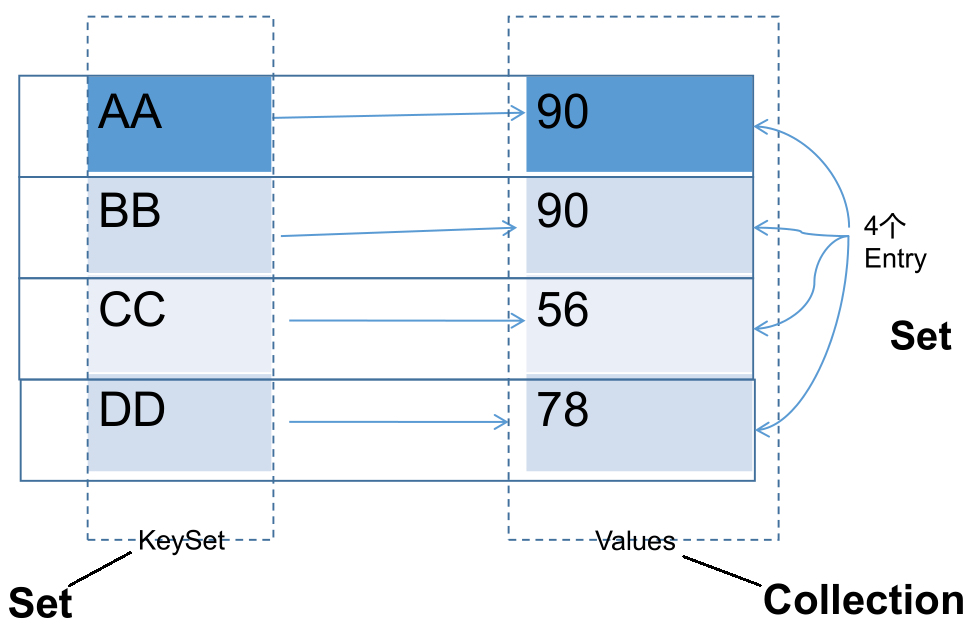 AA
90
BB
90
4个
Entry
CC
56
Set
DD
78
KeySet
Values
Set
Collection